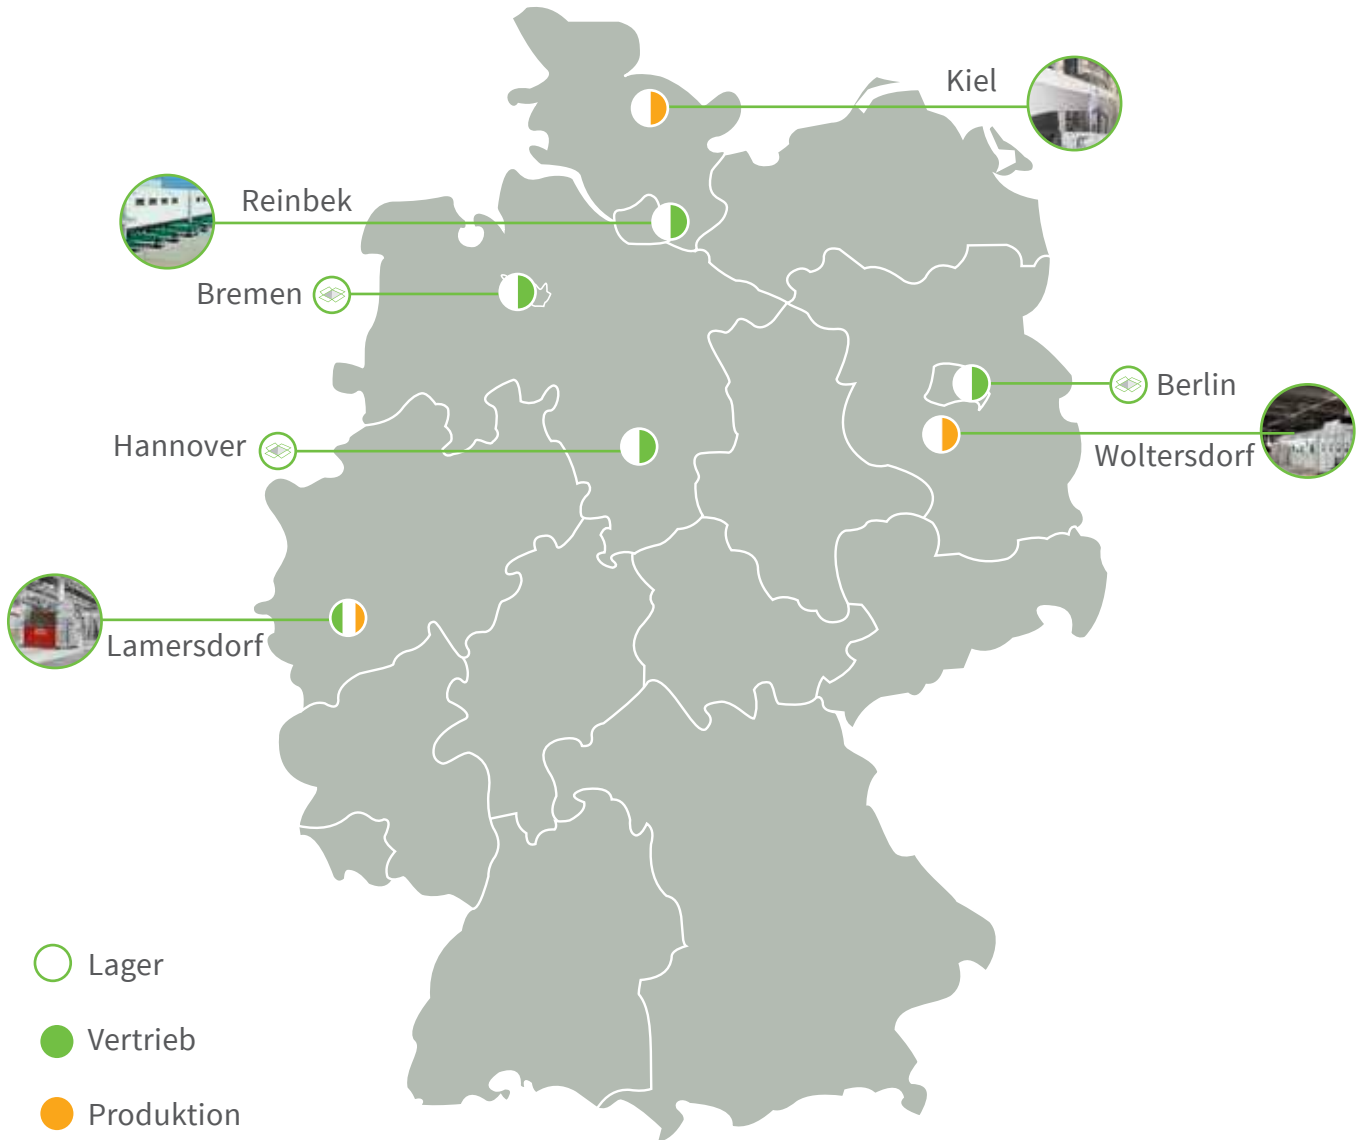 Kiel
Reinbek
Bremen
Berlin
Hannover
Woltersdorf
Lamersdorf
Lager
Vertrieb
Produktion